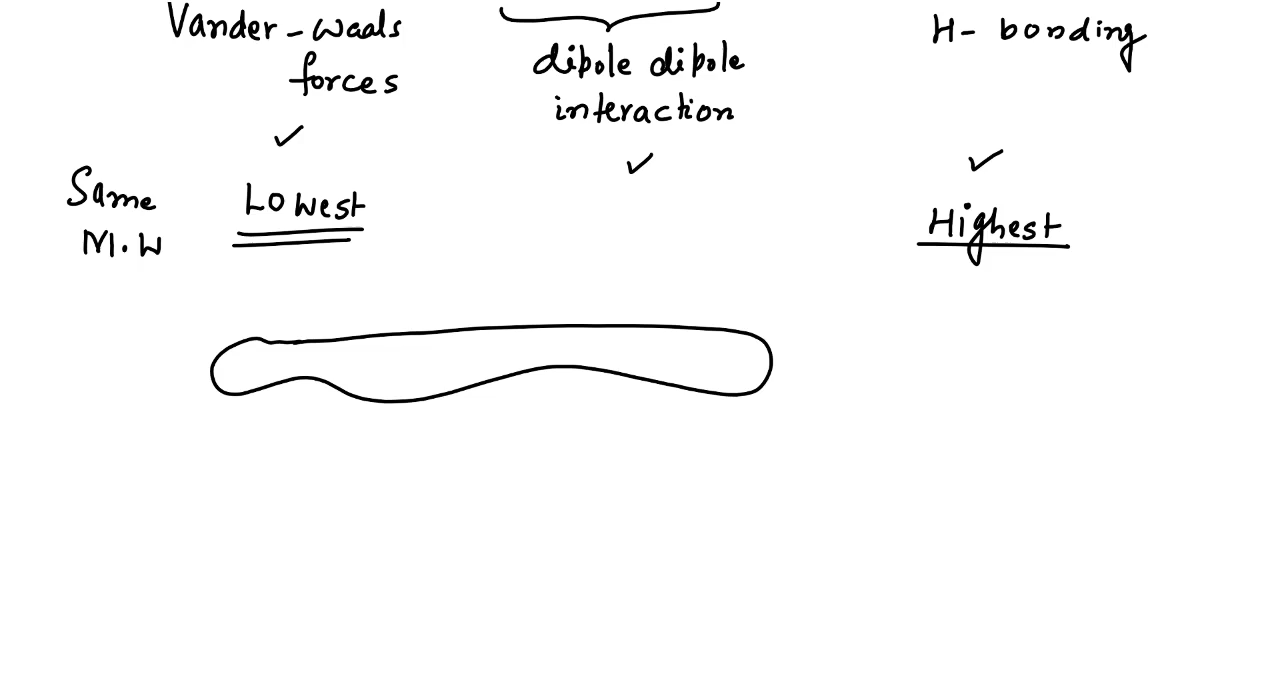 Vander-waals
forces
dipole dipole
interaction
H-bonding
Same
M.W
Lowest
Highest